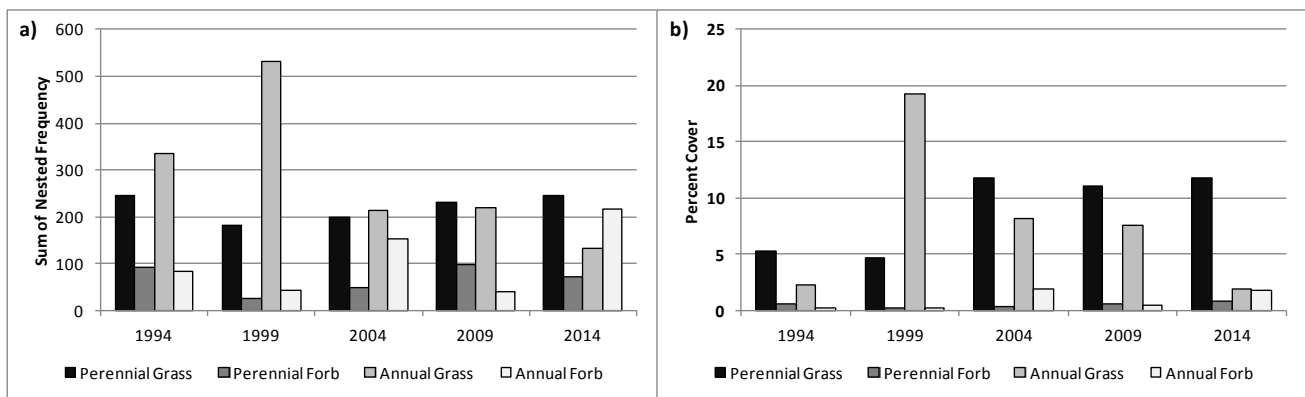 a)
600
500
400
300
200
100
0
Sum of Nested Frequency
1994 1999 2004 2009 2014
Perennial Grass Perennial Forb Annual Grass Annual Forb
b)
25
20
15
10
5
0
Percent Cover
1994 1999 2004 2009 2014
Perennial Grass Perennial Forb Annual Grass Annual Forb